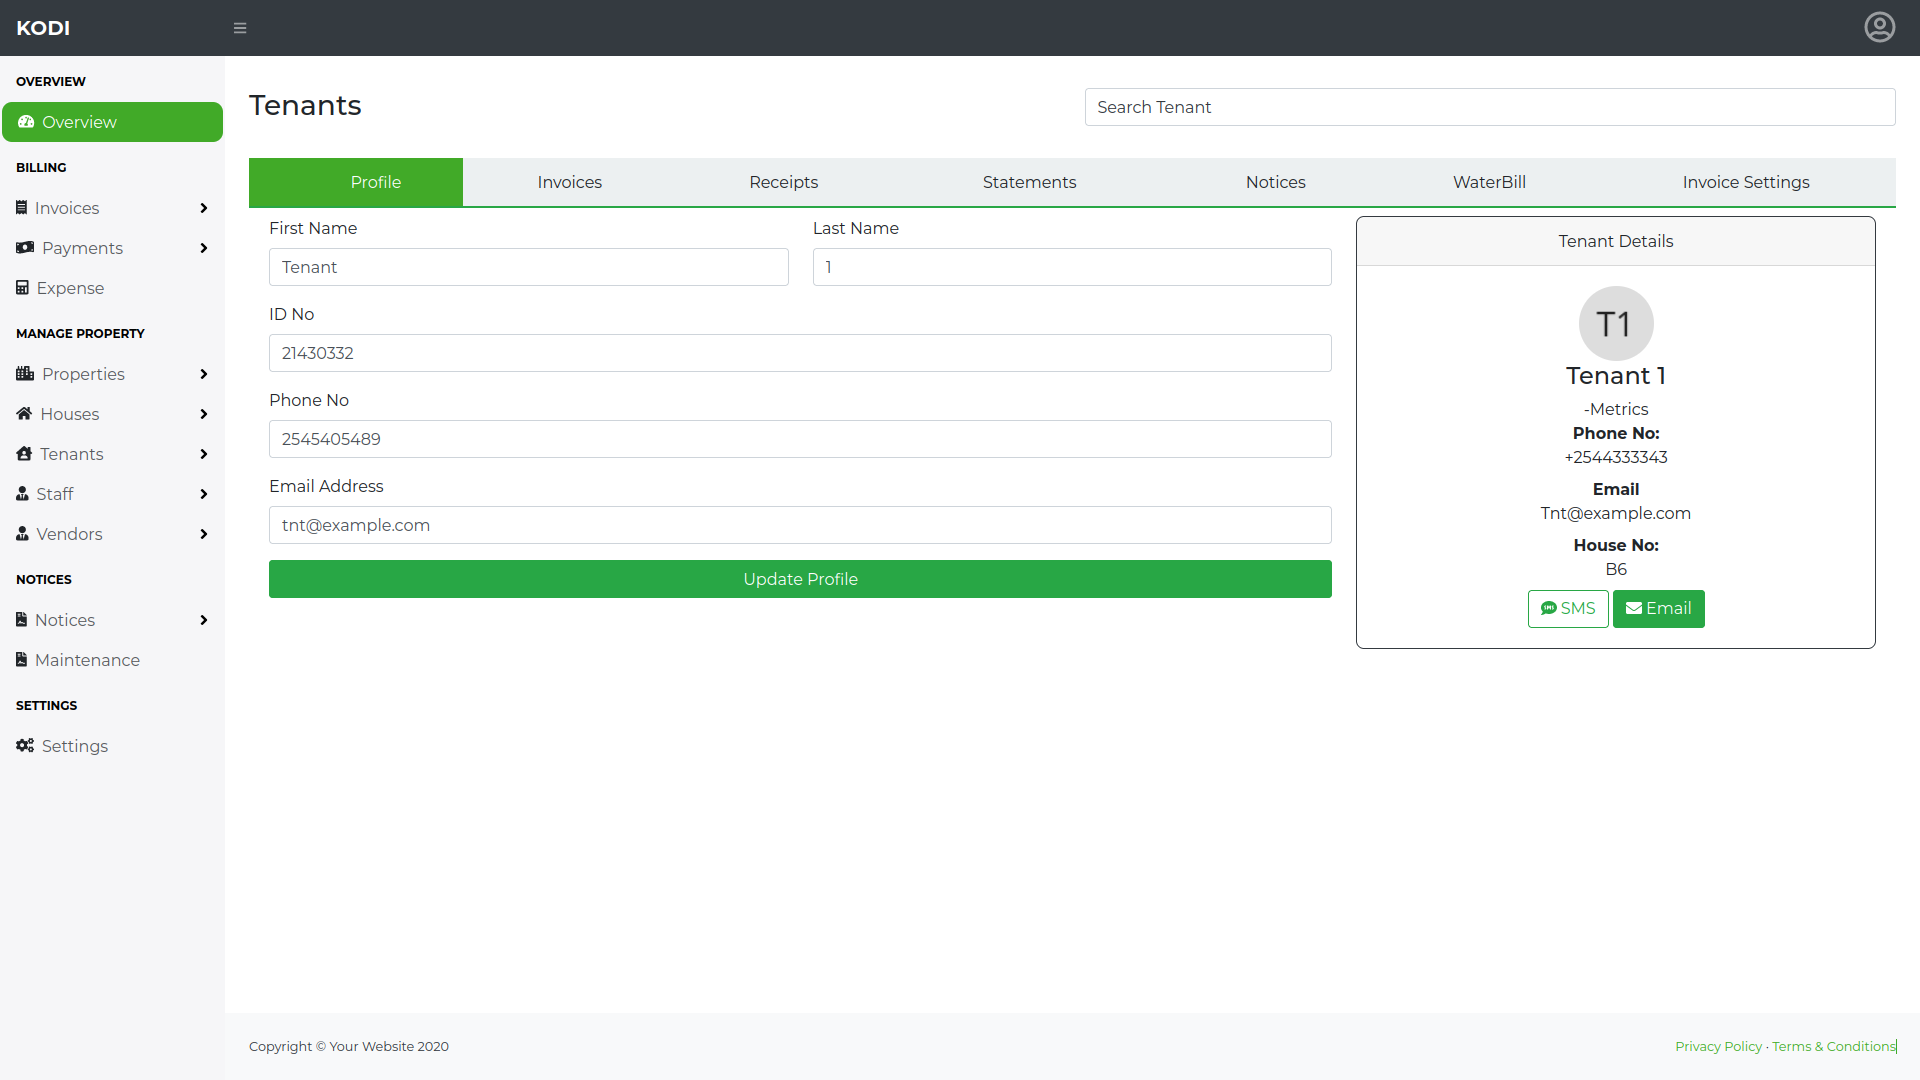 KODI
OVERVIEW
Overview
BILLING
Invoices
Payments
Expense
MANAGE PROPERTY
Properties
Houses
Tenants
Staff
Vendors
NOTICES
Notices
Maintenance
SETTINGS
Settings
Tenants
Search Tenant
Profile Invoices Receipts Statements Notices WaterBill Invoice Settings
First Name Last Name
Tenant 1
ID No
21430332
Phone No
2545405489
Email Address
tnt@example.com
Update Profile
Tenant Details
T1
Tenant 1
-Metrics
Phone No:
+2544333343
Email
Tnt@example.com
House No:
B6
SMS Email
Copyright © Your Website 2020
Privacy Policy · Terms & Conditions